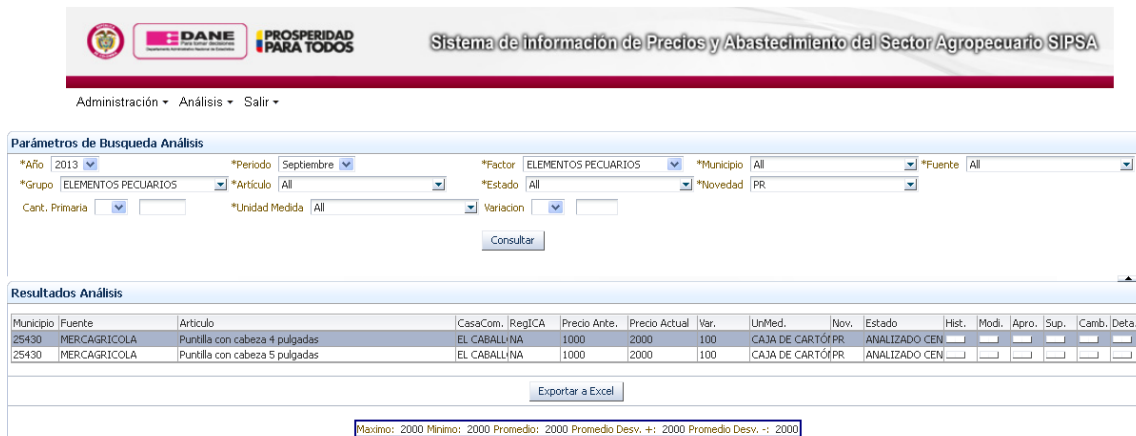 DANE
Para tomar decisiones
PROSPERIDAD
PARA TODOS
Sistema de información de Precios y Abastecimiento del Sector Agropecuario SIPSA
Administración Análisis Salir
Parámetros de Busqueda Análisis
*Año 2013 *Periodo Septiembre *Factor ELEMENTOS PECUARIOS *Municipio All *Fuente All
*Grupo ELEMENTOS PECUARIOS *Artículo All *Estado All *Novedad PR
Cant. Primaria *Unidad Medida All Variacion
Consultar
Resultados Análisis
Municipio Fuente Articulo CasaCom. RegICA Precio Ante. Precio Actual Var. UnMed. Nov. Estado Hist. Modi. Apro. Sup. Camb. Deta.
25430 MERCAGRICOLA Puntilla con cabeza 4 pulgadas EL CABALL NA 1000 2000 100 CAJA DE CARTÓ PR ANALIZADO CEN
25430 MERCAGRICOLA Puntilla con cabeza 5 pulgadas EL CABALL NA 1000 2000 100 CAJA DE CARTÓ PR ANALIZADO CEN
Exportar a Excel
Maximo: 2000 Minimo: 2000 Promedio: 2000 Promedio Desv. +: 2000 Promedio Desv. -: 2000